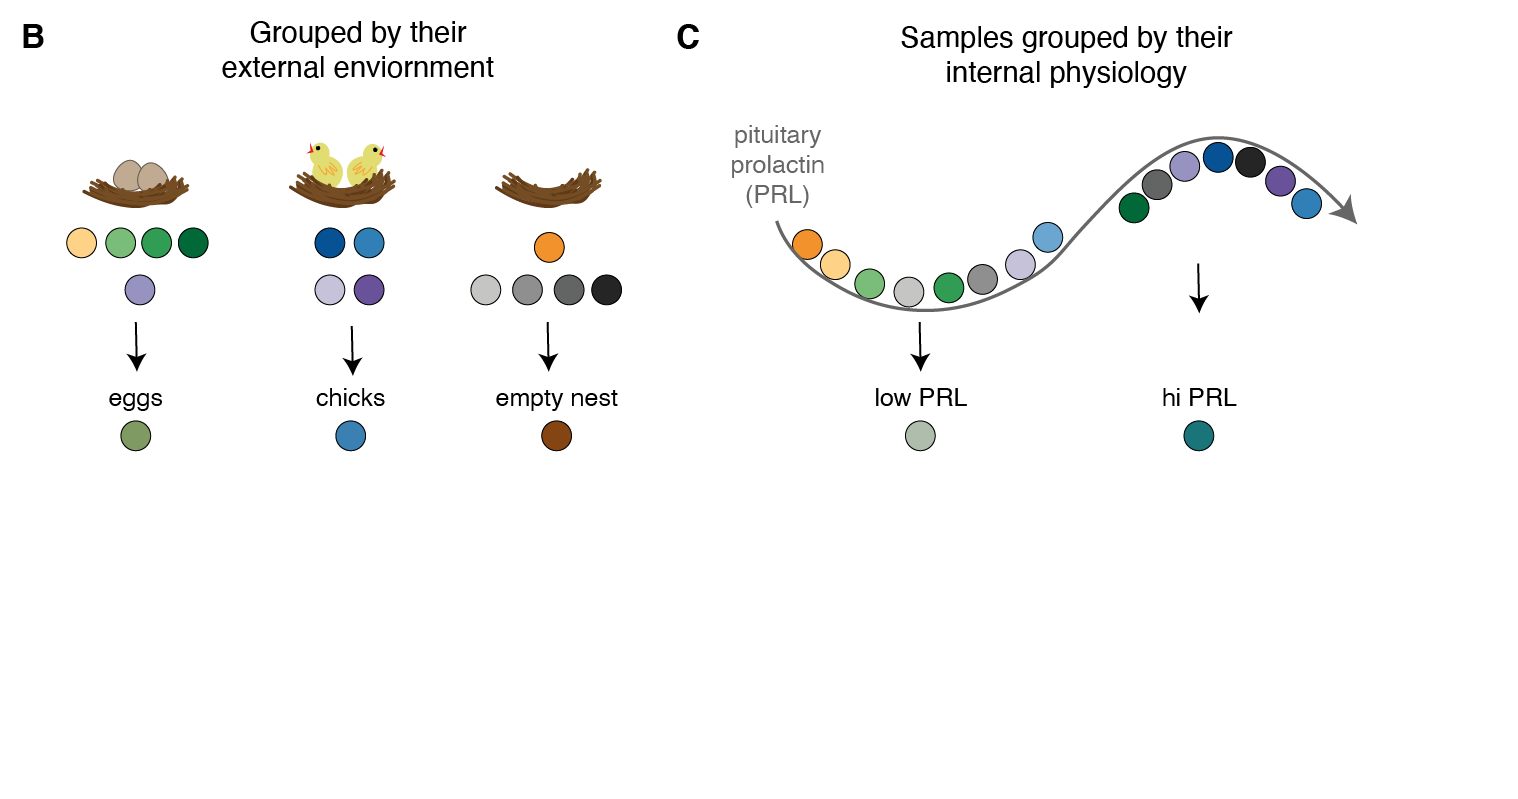 B
Grouped by their
external enviornment
eggs
chicks
empty nest
C
Samples grouped by their
internal physiology
pituitary
prolactin
(PRL)
low PRL
hi PRL